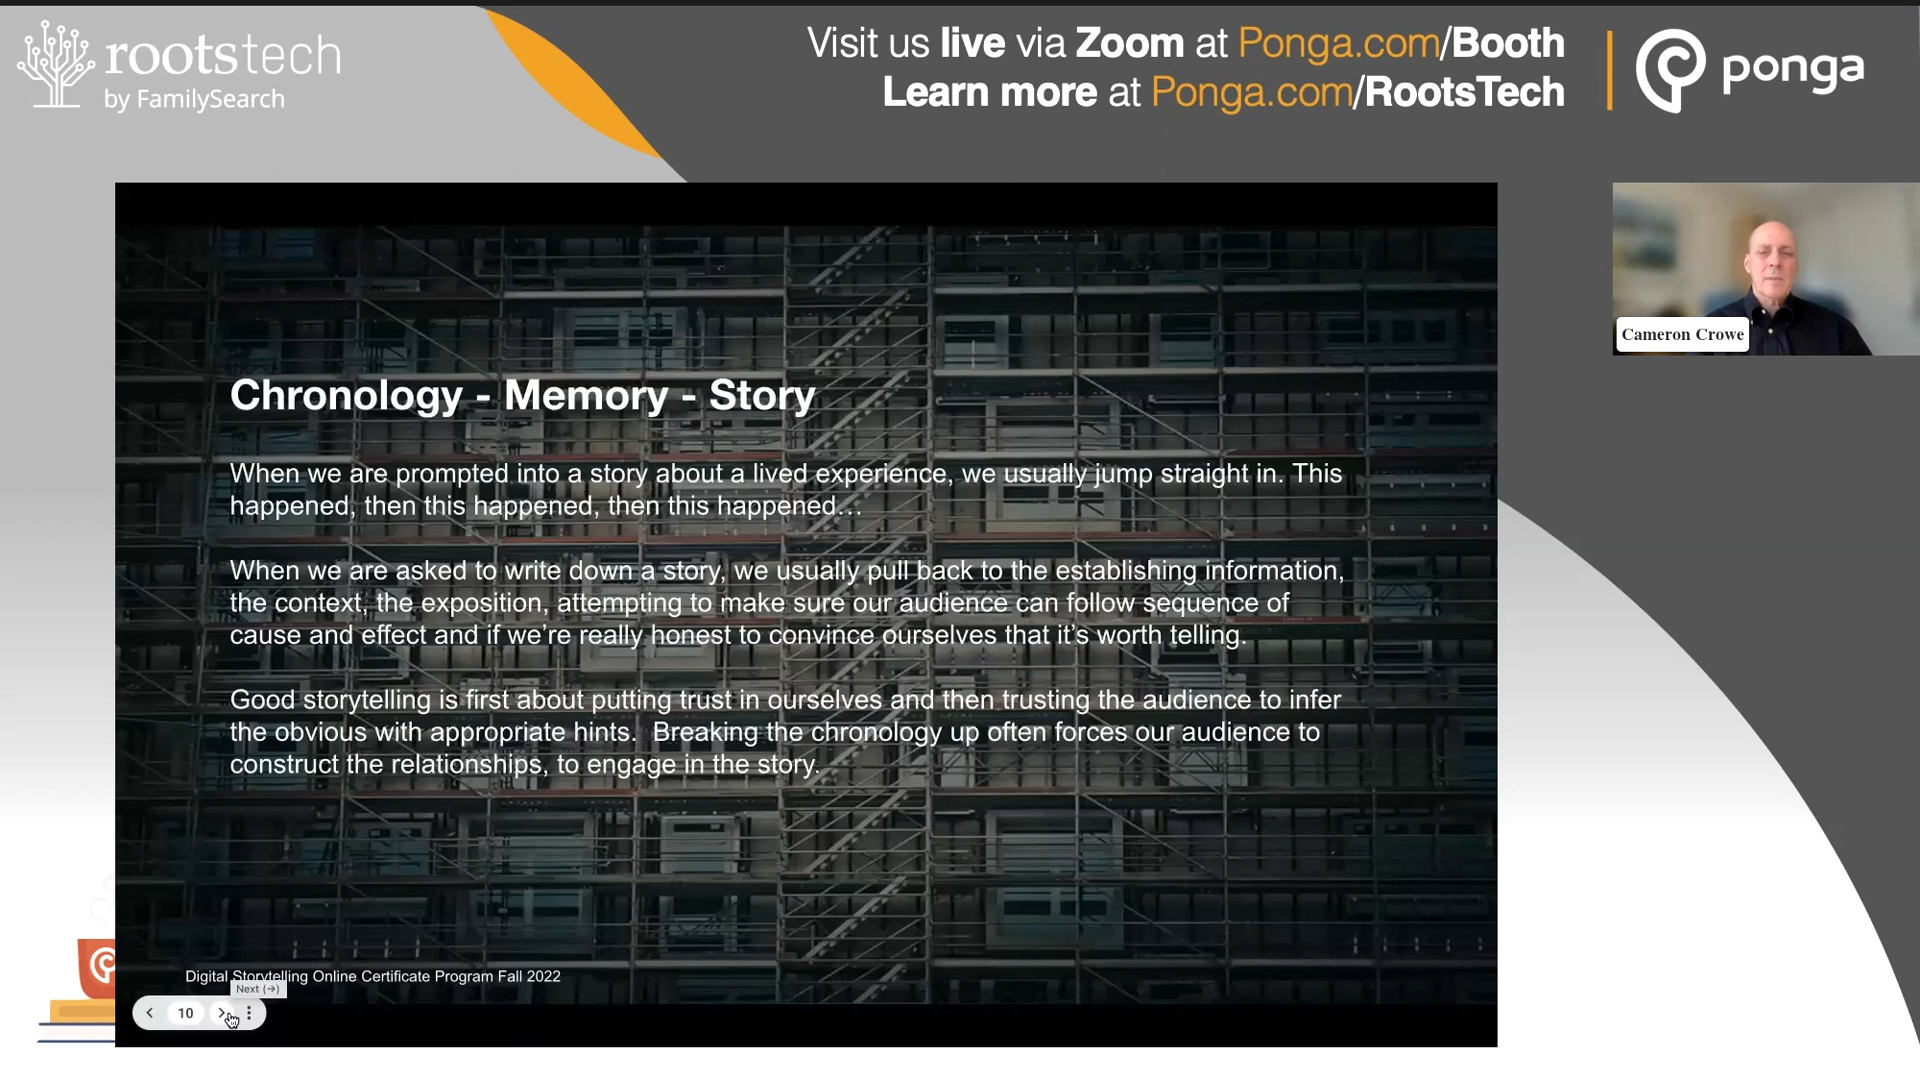 rootstech
by FamilySearch
Visit us live via Zoom at Ponga.com/Booth
Learn more at Ponga.com/RootsTech
ponga
Cameron Crowe
Chronology - Memory - Story
When we are prompted into a story about a lived experience, we usually jump straight in. This
happened, then this happened, then this happened…
When we are asked to write down a story, we usually pull back to the establishing information,
the context, the exposition, attempting to make sure our audience can follow sequence of
cause and effect and if we’re really honest to convince ourselves that it’s worth telling.
Good storytelling is first about putting trust in ourselves and then trusting the audience to infer
the obvious with appropriate hints.  Breaking the chronology up often forces our audience to
construct the relationships, to engage in the story.
Digital Storytelling Online Certificate Program Fall 2022
Next (→)
10